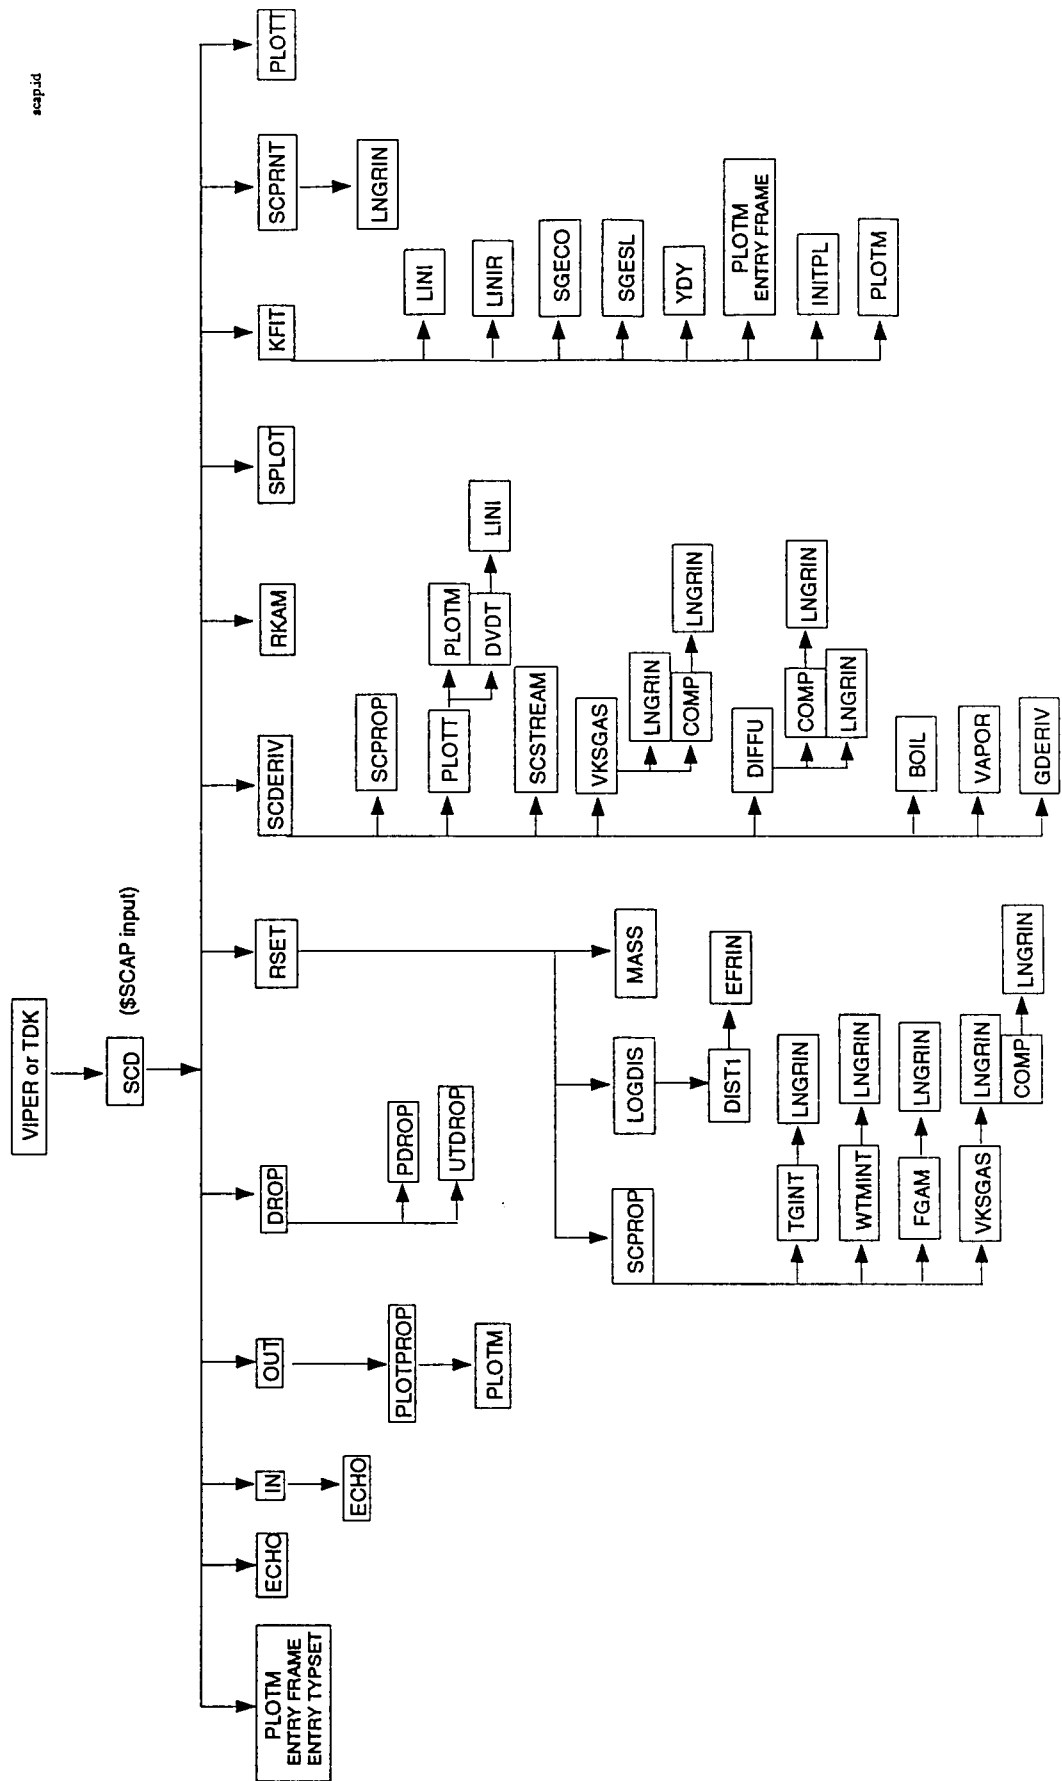 scap.id
VIPER or TDK
SCD
($SCAP input)
PLOTM
ENTRY FRAME
ENTRY TYPSET
ECHO
IN
ECHO
OUT
PLOTPROP
PLOTM
DROP
PDROP
UTDROP
RSET
SCPROP
TGINT
LNGRIN
WTMINT
LNGRIN
FGAM
LNGRIN
VKSGAS
LNGRIN
COMP
LNGRIN
LOGDIS
DIST1
EFRIN
MASS
SCDERIV
SCPROP
PLOTT
PLOTM
DVDT
LINI
SCSTREAM
VKSGAS
LNGRIN
COMP
LNGRIN
DIFFU
COMP
LNGRIN
LNGRIN
BOIL
VAPOR
GDERIV
RKAM
SPLOT
KFIT
LINI
LINIR
SGECO
SGESL
YDY
PLOTM
ENTRY FRAME
INITPL
PLOTM
SCPRNT
LNGRIN
PLOTT